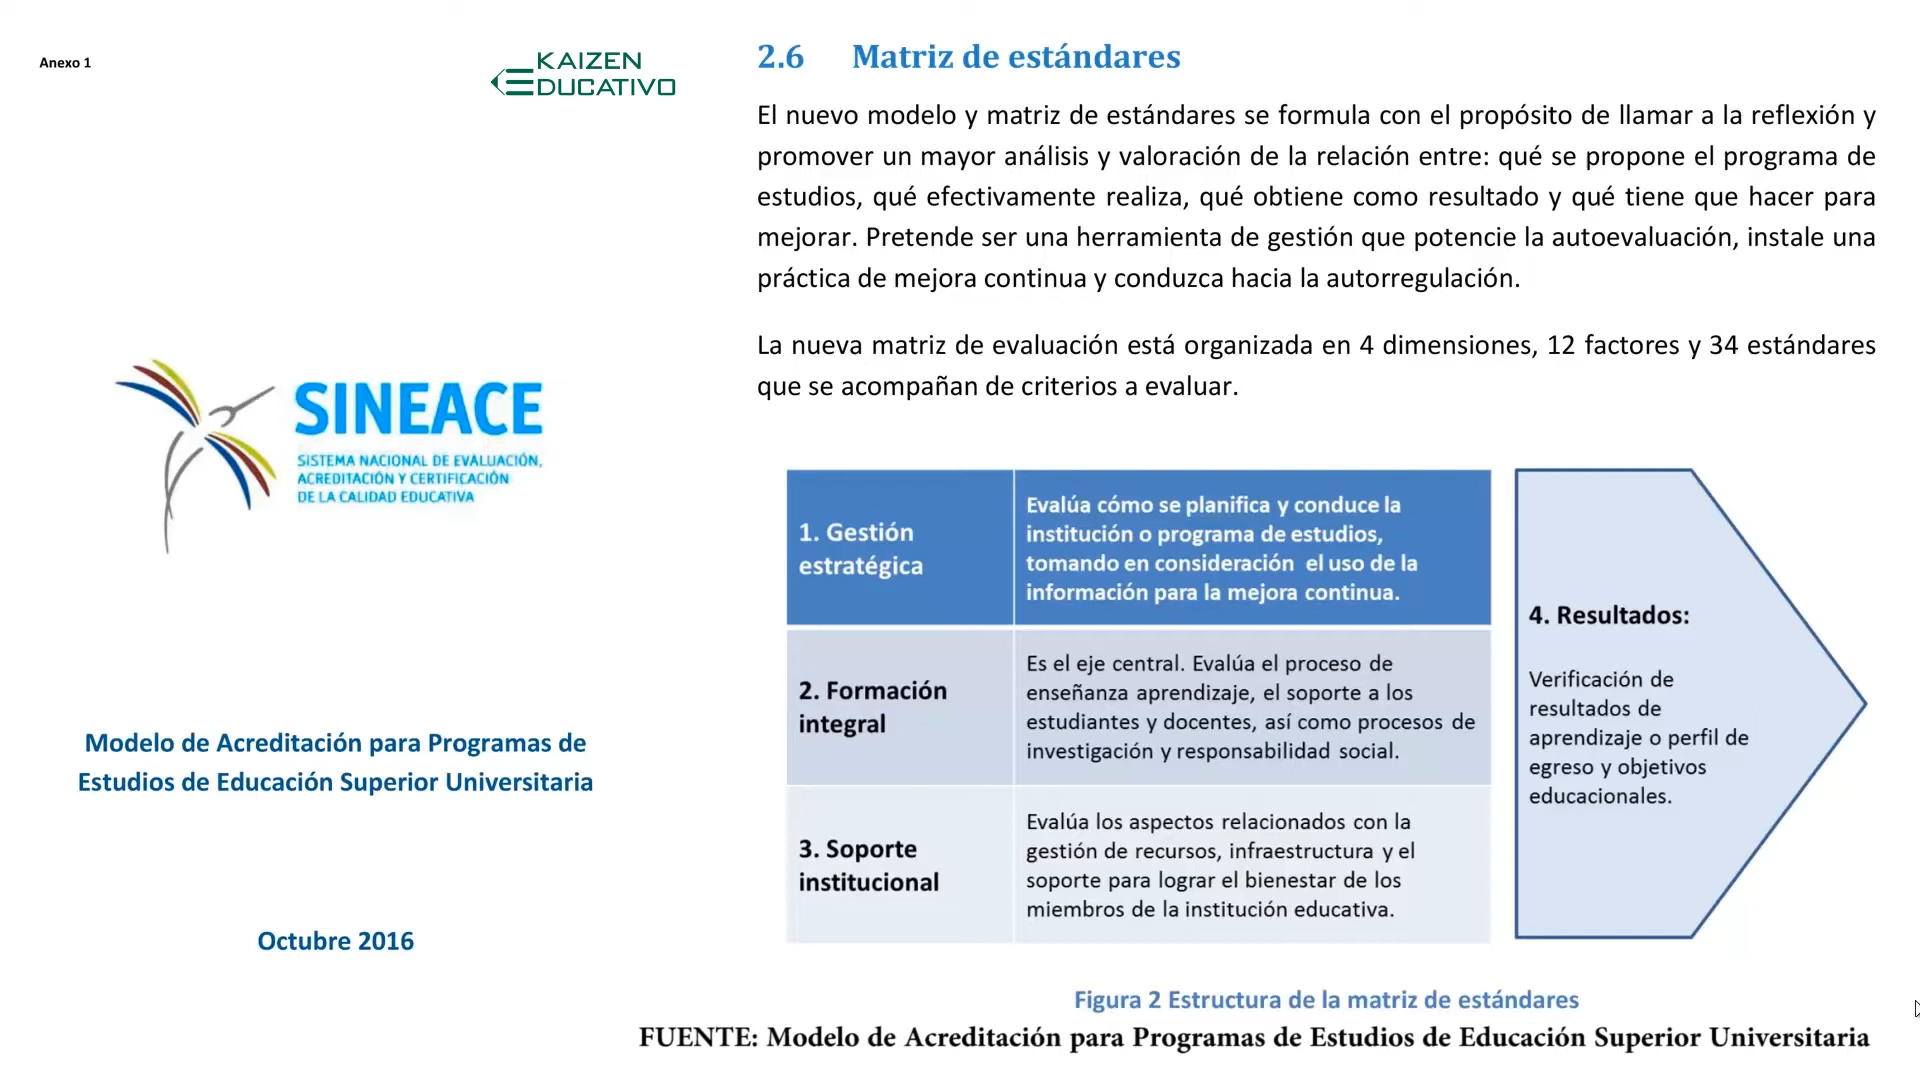 Anexo 1
KAIZEN
EDUCATIVO
SINEACE
SISTEMA NACIONAL DE EVALUACIÓN,
ACREDITACIÓN Y CERTIFICACIÓN
DE LA CALIDAD EDUCATIVA
Modelo de Acreditación para Programas de
Estudios de Educación Superior Universitaria
Octubre 2016
2.6 Matriz de estándares
El nuevo modelo y matriz de estándares se formula con el propósito de llamar a la reflexión y
promover un mayor análisis y valoración de la relación entre: qué se propone el programa de
estudios, qué efectivamente realiza, qué obtiene como resultado y qué tiene que hacer para
mejorar. Pretende ser una herramienta de gestión que potencie la autoevaluación, instale una
práctica de mejora continua y conduzca hacia la autorregulación.
La nueva matriz de evaluación está organizada en 4 dimensiones, 12 factores y 34 estándares
que se acompañan de criterios a evaluar.
1. Gestión
estratégica
Evalúa cómo se planifica y conduce la
institución o programa de estudios,
tomando en consideración el uso de la
información para la mejora continua.
2. Formación
integral
Es el eje central. Evalúa el proceso de
enseñanza aprendizaje, el soporte a los
estudiantes y docentes, así como procesos de
investigación y responsabilidad social.
3. Soporte
institucional
Evalúa los aspectos relacionados con la
gestión de recursos, infraestructura y el
soporte para lograr el bienestar de los
miembros de la institución educativa.
4. Resultados:
Verificación de
resultados de
aprendizaje o perfil de
egreso y objetivos
educacionales.
Figura 2 Estructura de la matriz de estándares
FUENTE: Modelo de Acreditación para Programas de Estudios de Educación Superior Universitaria